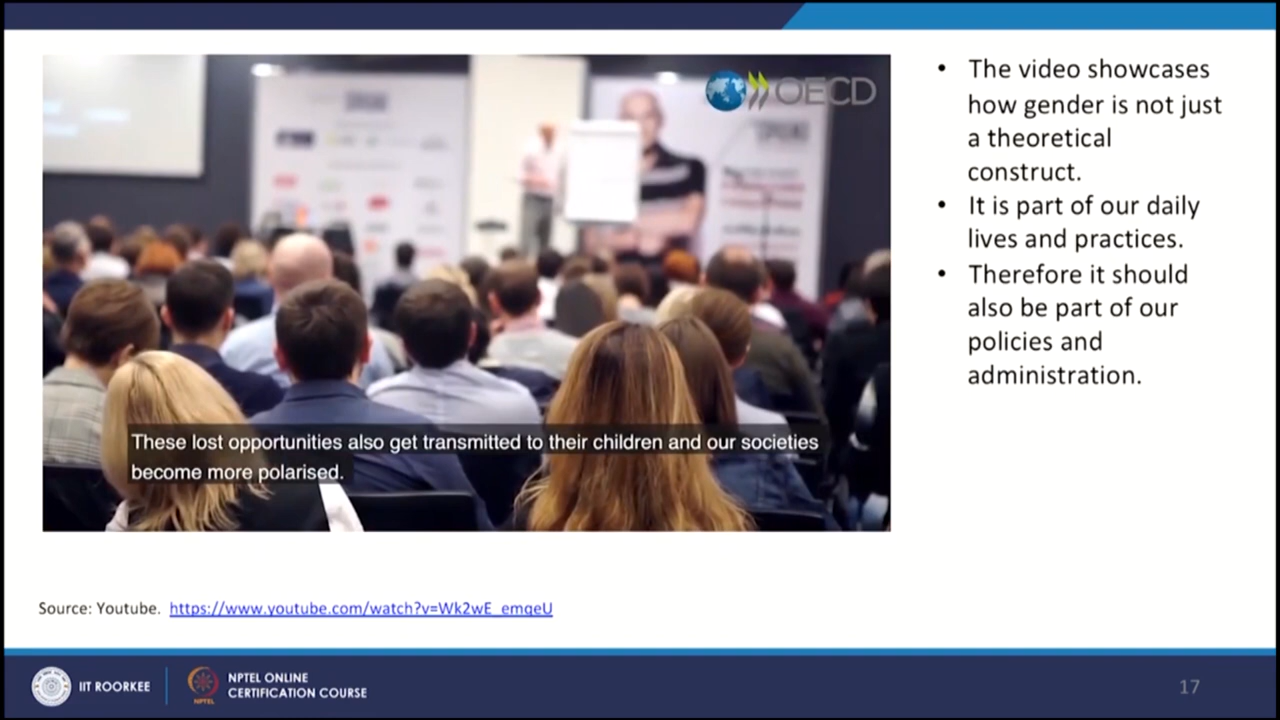 OECD
These lost opportunities also get transmitted to their children and our societies
become more polarised.
• The video showcases
how gender is not just
a theoretical
construct.
• It is part of our daily
lives and practices.
• Therefore it should
also be part of our
policies and
administration.
Source: Youtube. https://www.youtube.com/watch?v=Wk2wE_emqeU
IIT ROORKEE
NPTEL
NPTEL ONLINE
CERTIFICATION COURSE
17